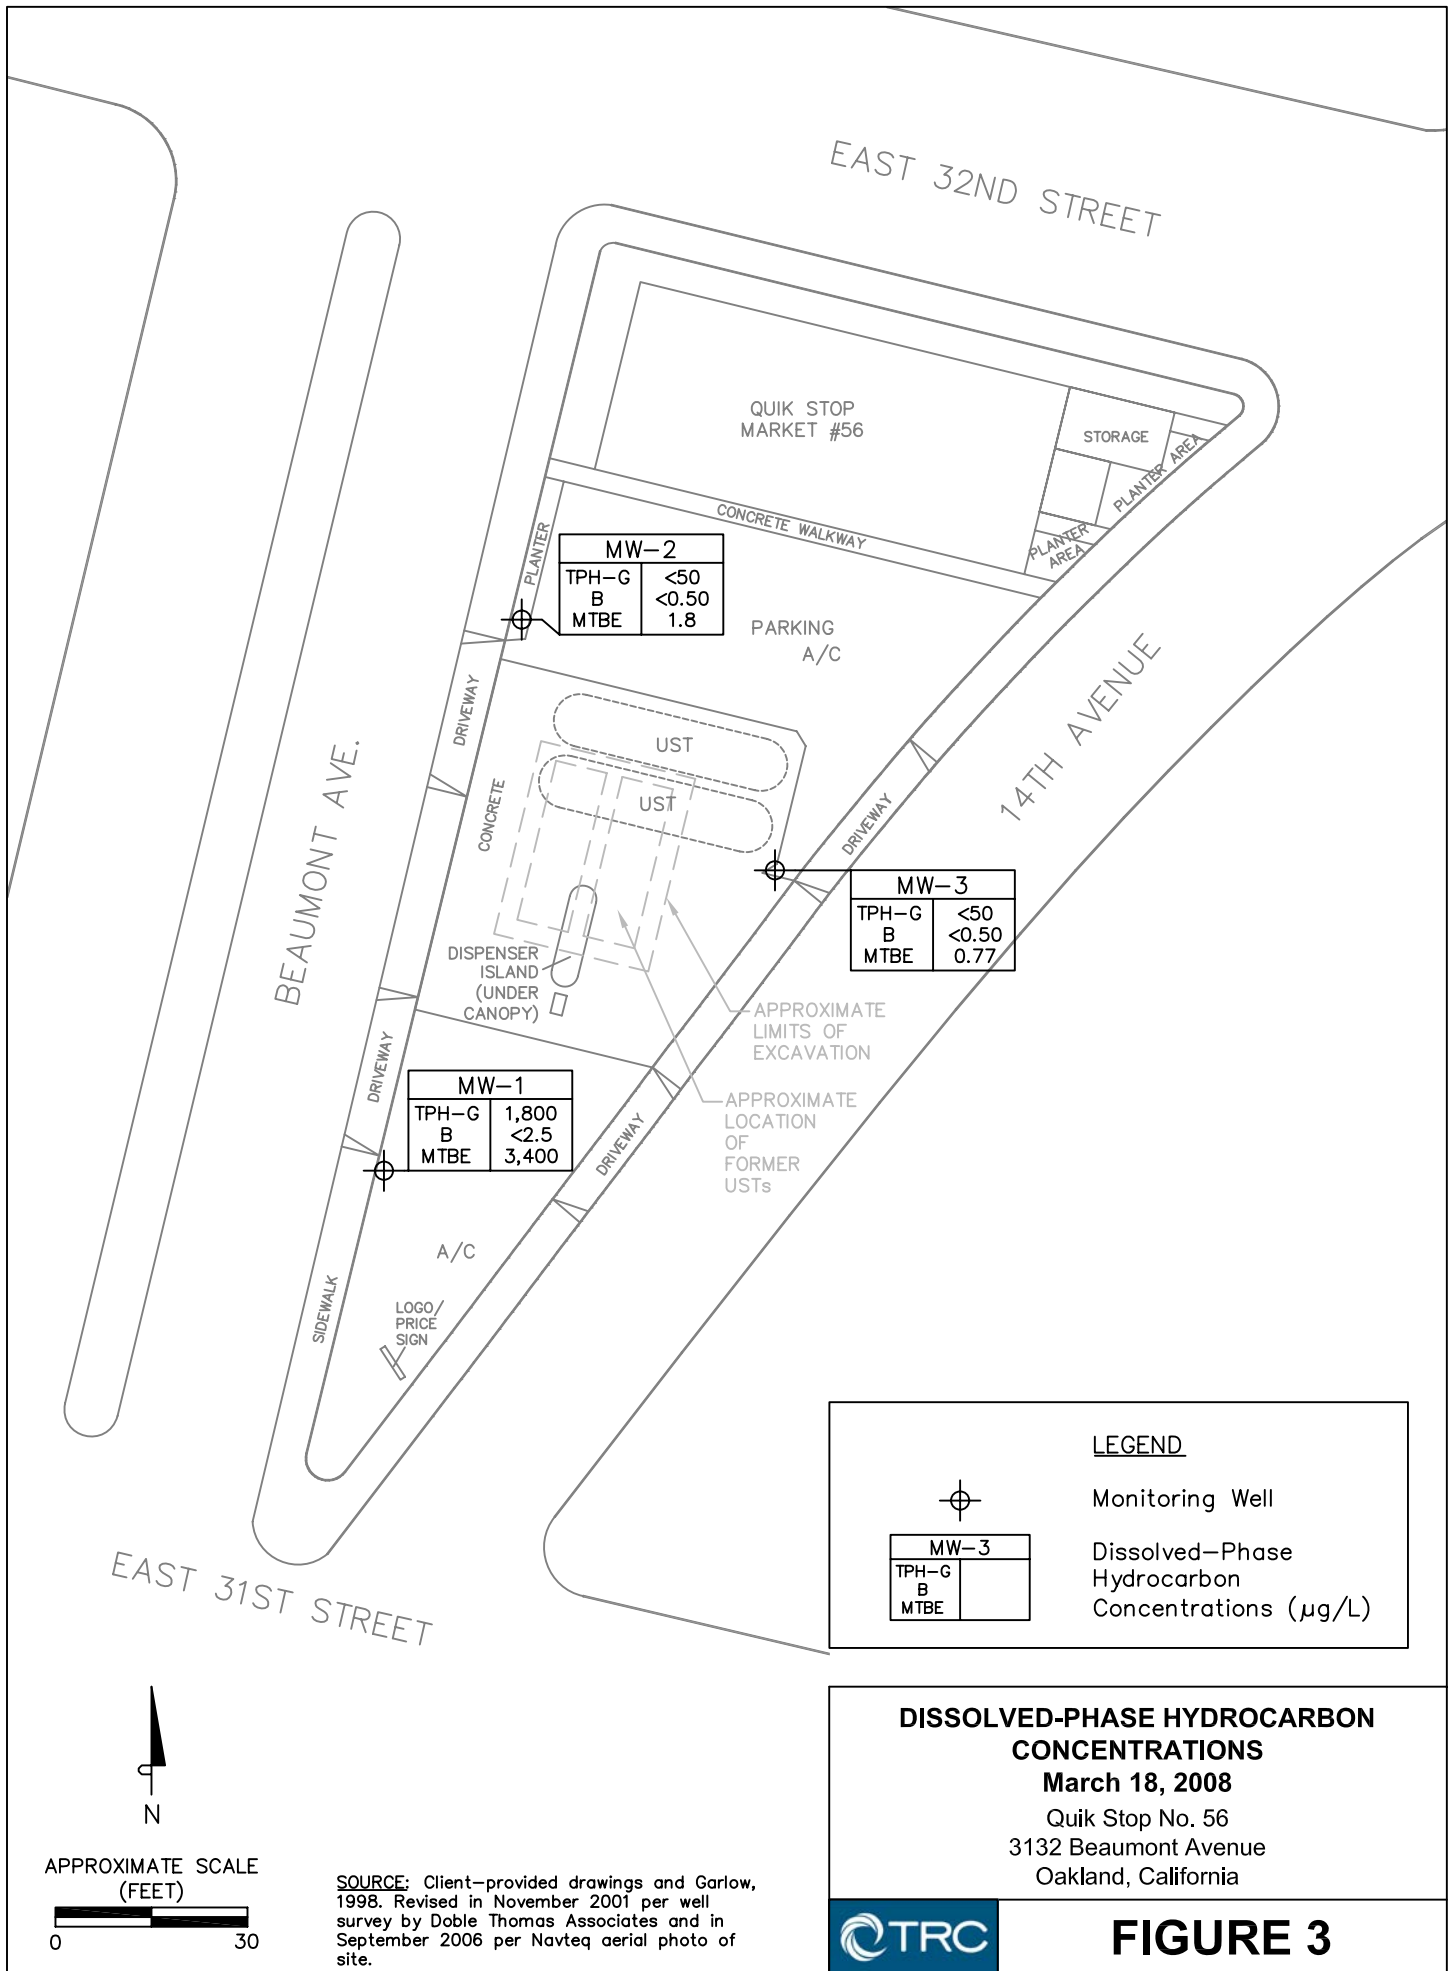 EAST 32ND STREET
QUIK STOP
MARKET #56
STORAGE
PLANTER AREA
PLANTER
AREA
CONCRETE WALKWAY
PLANTER
MW-2
TPH-G <50
B <0.50
MTBE 1.8
PARKING
A/C
14TH AVENUE
DRIVEWAY
UST
UST
CONCRETE
DRIVEWAY
BEAUMONT AVE.
MW-3
TPH-G <50
B <0.50
MTBE 0.77
DISPENSER
ISLAND
(UNDER
CANOPY)
APPROXIMATE
LIMITS OF
EXCAVATION
DRIVEWAY
MW-1
TPH-G 1,800
B <2.5
MTBE 3,400
APPROXIMATE
LOCATION
OF
FORMER
USTs
DRIVEWAY
A/C
SIDEWALK
LOGO/
PRICE
SIGN
EAST 31ST STREET
LEGEND
Monitoring Well
MW-3
TPH-G
B
MTBE
Dissolved-Phase
Hydrocarbon
Concentrations (µg/L)
N
APPROXIMATE SCALE
(FEET)
0 30
SOURCE: Client-provided drawings and Garlow,
1998. Revised in November 2001 per well
survey by Doble Thomas Associates and in
September 2006 per Navteq aerial photo of
site.
DISSOLVED-PHASE HYDROCARBON
CONCENTRATIONS
March 18, 2008
Quik Stop No. 56
3132 Beaumont Avenue
Oakland, California
TRC
FIGURE 3